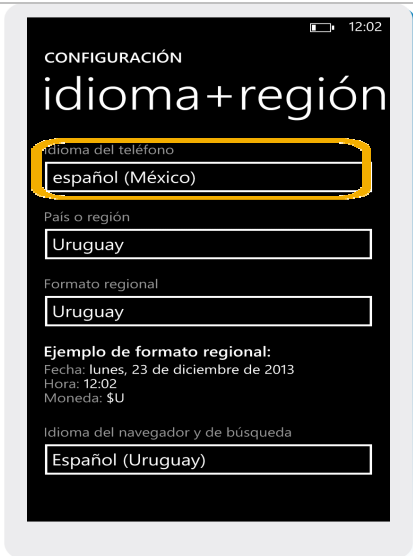 12:02
CONFIGURACIÓN
idioma+región
Idioma del teléfono
español (México)
País o región
Uruguay
Formato regional
Uruguay
Ejemplo de formato regional:
Fecha: lunes, 23 de diciembre de 2013
Hora: 12:02
Moneda: $U
Idioma del navegador y de búsqueda
Español (Uruguay)